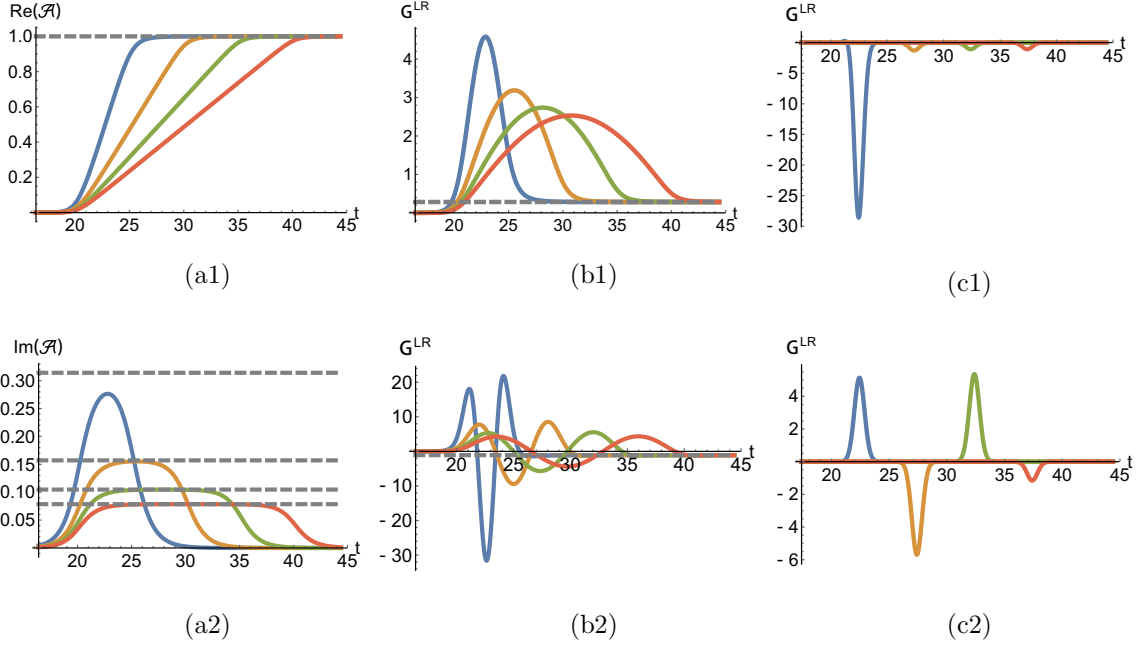 Re(𝒜)
1.0
0.8
0.6
0.4
0.2
20 25 30 35 40 45
t
(a1)
G^LR
4
3
2
1
20 25 30 35 40 45
t
(b1)
G^LR
20 25 30 35 40 45
t
- 5
- 10
- 15
- 20
- 25
- 30
(c1)
Im(𝒜)
0.30
0.25
0.20
0.15
0.10
0.05
20 25 30 35 40 45
t
(a2)
G^LR
20
10
20 25 30 35 40 45
t
- 10
- 20
- 30
(b2)
G^LR
4
2
20 25 30 35 40 45
t
- 2
- 4
- 6
(c2)